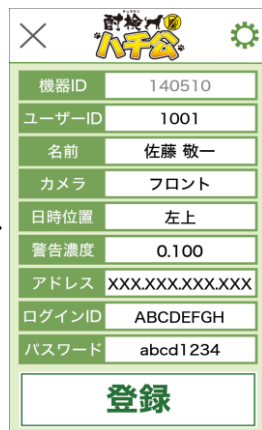 酎検
ハチ公
機器ID 140510
ユーザーID 1001
名前 佐藤 敬一
カメラ フロント
日時位置 左上
警告濃度 0.100
アドレス XXX.XXX.XXX.XXX
ログインID ABCDEFGH
パスワード abcd1234
登録